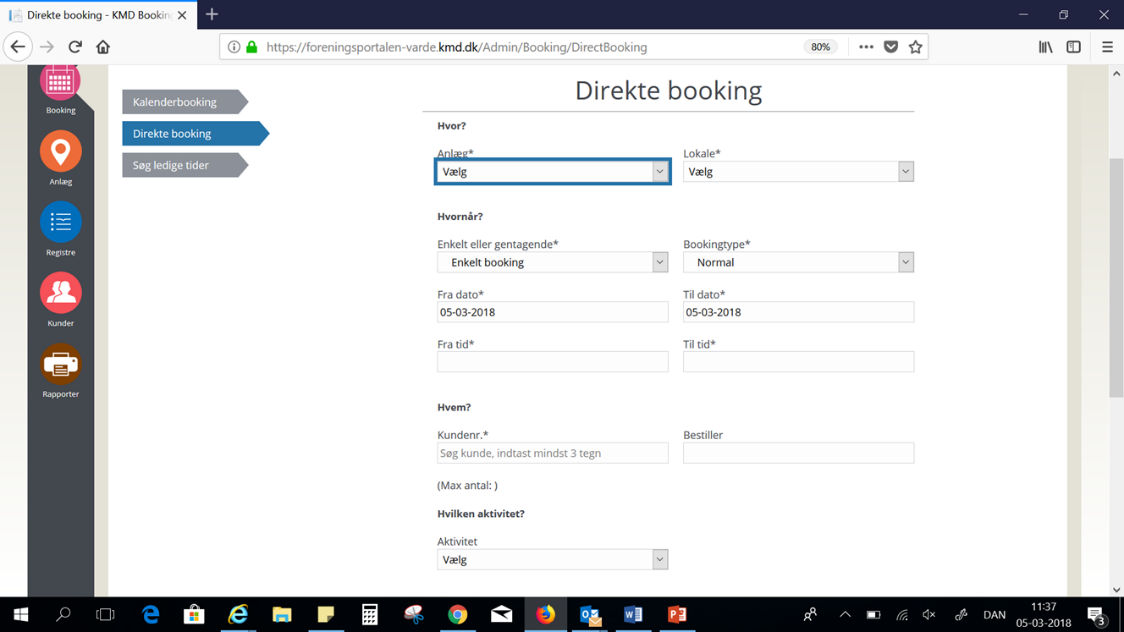 Direkte booking - KMD Booking
https://foreningsportalen-varde.kmd.dk/Admin/Booking/DirectBooking
80%
Booking
Anlæg
Registre
Kunder
Rapporter
Kalenderbooking
Direkte booking
Søg ledige tider
Direkte booking
Hvor?
Anlæg* Lokale*
Vælg Vælg
Hvornår?
Enkelt eller gentagende* Bookingtype*
Enkelt booking Normal
Fra dato* Til dato*
05-03-2018 05-03-2018
Fra tid* Til tid*
Hvem?
Kundenr.* Bestiller
Søg kunde, indtast mindst 3 tegn
(Max antal: )
Hvilken aktivitet?
Aktivitet
Vælg
DAN
11:37
05-03-2018
3